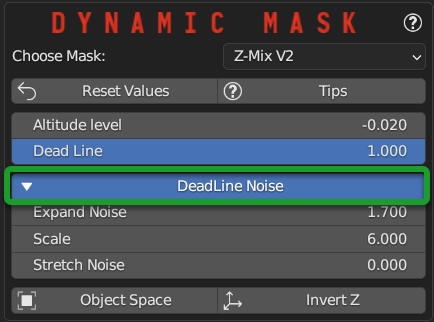 DYNAMIC MASK ?
Choose Mask: Z-Mix V2
Reset Values ? Tips
Altitude level -0.020
Dead Line 1.000
DeadLine Noise
Expand Noise 1.700
Scale 6.000
Stretch Noise 0.000
Object Space Invert Z